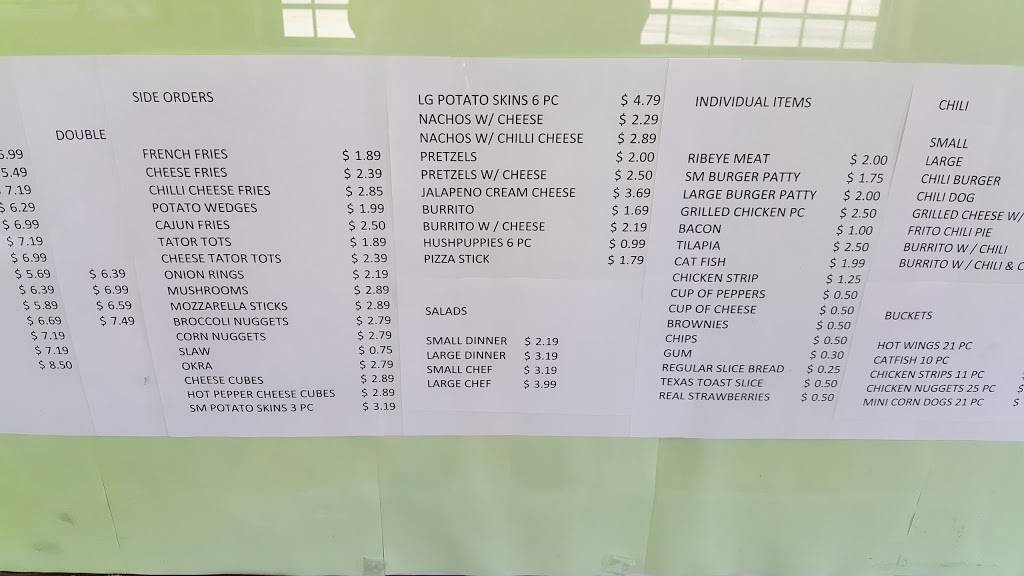 DOUBLE
5.49
7.19
$ 6.29
$ 6.99
$ 7.19
$ 6.99
$ 5.69 $ 6.39
$ 6.39 $ 6.99
$ 5.89 $ 6.59
$ 6.69 $ 7.49
$ 7.19
$ 7.19
$ 8.50
SIDE ORDERS
FRENCH FRIES $ 1.89
CHEESE FRIES $ 2.39
CHILLI CHEESE FRIES $ 2.85
POTATO WEDGES $ 1.99
CAJUN FRIES $ 2.50
TATOR TOTS $ 1.89
CHEESE TATOR TOTS $ 2.39
ONION RINGS $ 2.19
MUSHROOMS $ 2.89
MOZZARELLA STICKS $ 2.89
BROCCOLI NUGGETS $ 2.79
CORN NUGGETS $ 2.79
SLAW $ 0.75
OKRA $ 2.79
CHEESE CUBES $ 2.89
HOT PEPPER CHEESE CUBES $ 2.89
SM POTATO SKINS 3 PC $ 3.19
LG POTATO SKINS 6 PC $ 4.79
NACHOS W/ CHEESE $ 2.29
NACHOS W/ CHILLI CHEESE $ 2.89
PRETZELS $ 2.00
PRETZELS W/ CHEESE $ 2.50
JALAPENO CREAM CHEESE $ 3.69
BURRITO $ 1.69
BURRITO W / CHEESE $ 2.19
HUSHPUPPIES 6 PC $ 0.99
PIZZA STICK $ 1.79
SALADS
SMALL DINNER $ 2.19
LARGE DINNER $ 3.19
SMALL CHEF $ 3.19
LARGE CHEF $ 3.99
INDIVIDUAL ITEMS
RIBEYE MEAT $ 2.00
SM BURGER PATTY $ 1.75
LARGE BURGER PATTY $ 2.00
GRILLED CHICKEN PC $ 2.50
BACON $ 1.00
TILAPIA $ 2.50
CAT FISH $ 1.99
CHICKEN STRIP $ 1.25
CUP OF PEPPERS $ 0.50
CUP OF CHEESE $ 0.50
BROWNIES $ 0.50
CHIPS $ 0.50
GUM $ 0.30
REGULAR SLICE BREAD $ 0.25
TEXAS TOAST SLICE $ 0.50
REAL STRAWBERRIES $ 0.50
CHILI
SMALL
LARGE
CHILI BURGER
CHILI DOG
GRILLED CHEESE W/
FRITO CHILI PIE
BURRITO W / CHILI
BURRITO W / CHILI & C
BUCKETS
HOT WINGS 21 PC
CATFISH 10 PC
CHICKEN STRIPS 11 PC
CHICKEN NUGGETS 25 PC $
MINI CORN DOGS 21 PC $